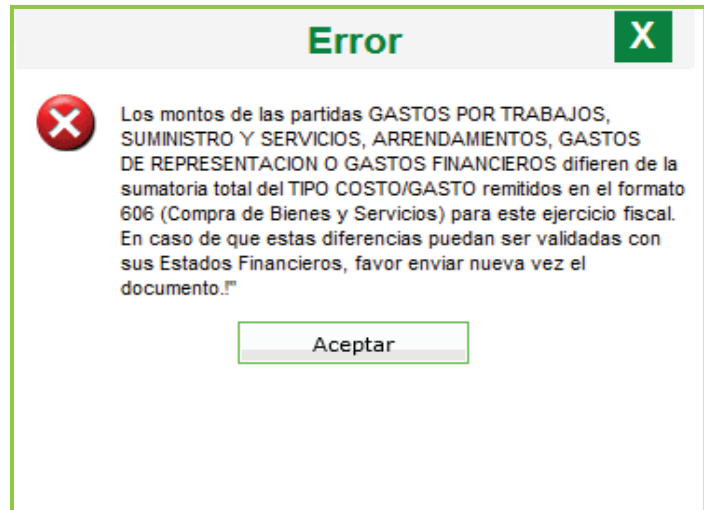 Error
X
Los montos de las partidas GASTOS POR TRABAJOS,
SUMINISTRO Y SERVICIOS, ARRENDAMIENTOS, GASTOS
DE REPRESENTACION O GASTOS FINANCIEROS difieren de la
sumatoria total del TIPO COSTO/GASTO remitidos en el formato
606 (Compra de Bienes y Servicios) para este ejercicio fiscal.
En caso de que estas diferencias puedan ser validadas con
sus Estados Financieros, favor enviar nueva vez el
documento.!"
Aceptar